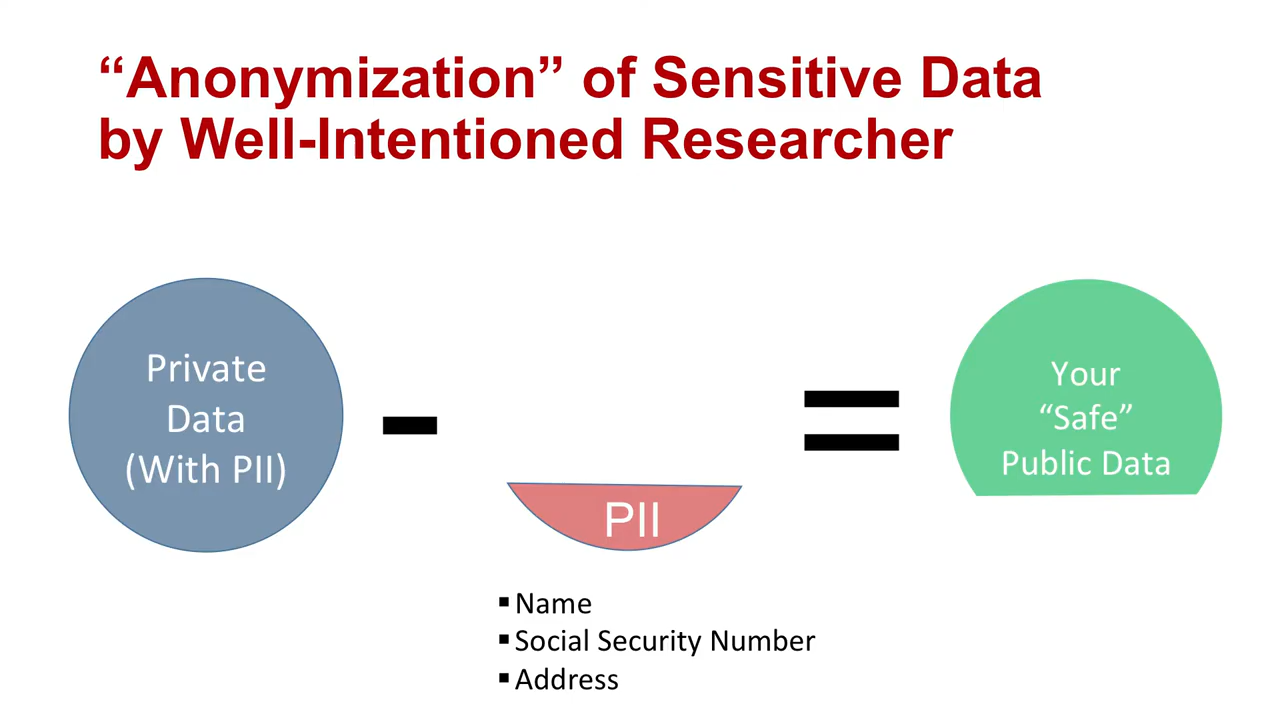 “Anonymization” of Sensitive Data
by Well-Intentioned Researcher
Private
Data
(With PII)
-
PII
=
Your
“Safe”
Public Data
▪ Name
▪ Social Security Number
▪ Address